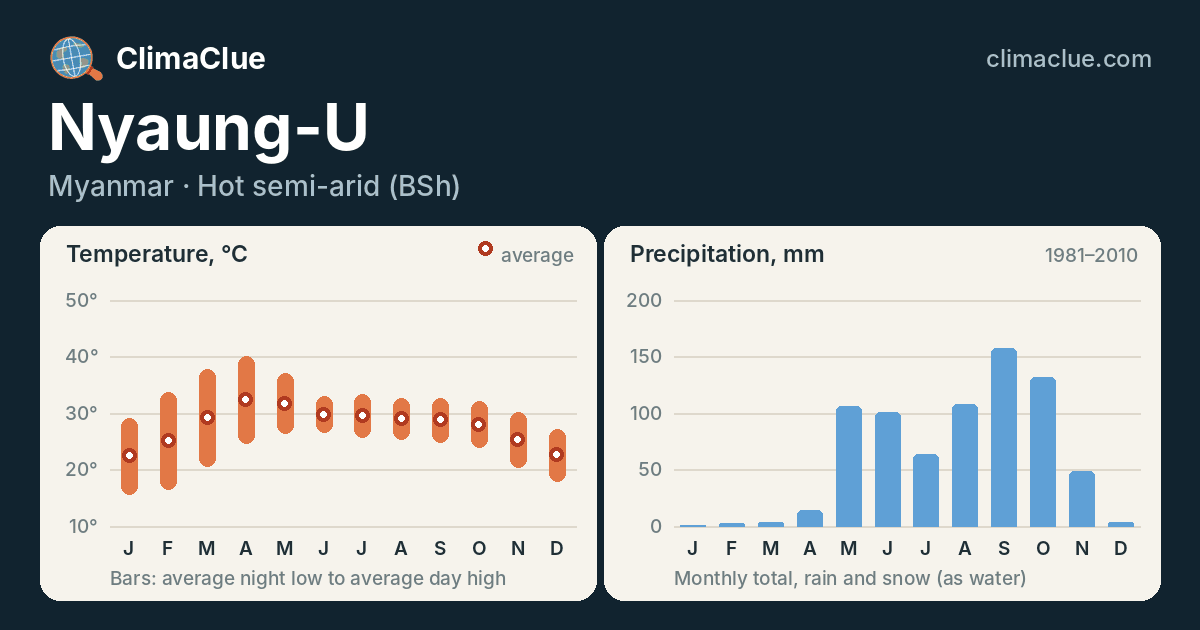 ClimaClue
climaclue.com
Nyaung-U
Myanmar · Hot semi-arid (BSh)
Temperature, °C
average
50°
40°
30°
20°
10°
J F M A M J J A S O N D
Bars: average night low to average day high
Precipitation, mm
1981–2010
200
150
100
50
0
J F M A M J J A S O N D
Monthly total, rain and snow (as water)